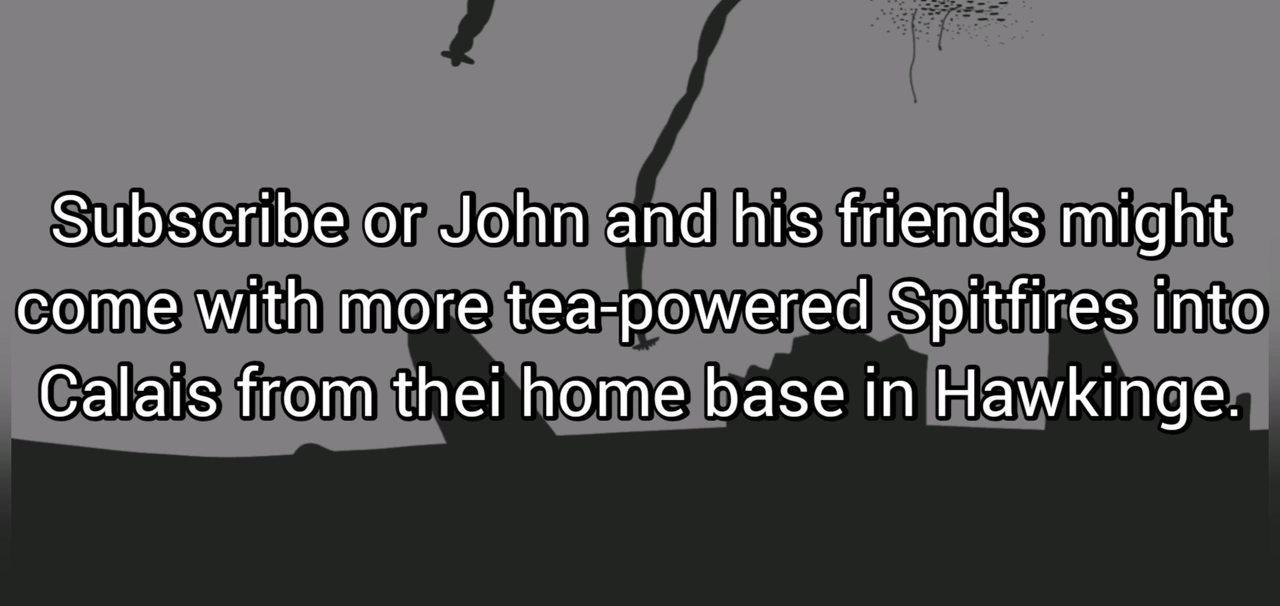 Subscribe or John and his friends might
come with more tea-powered Spitfires into
Calais from thei home base in Hawkinge.